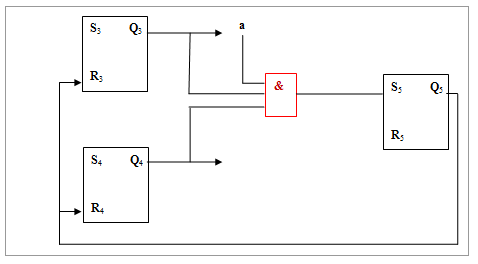 S₃ Q₃
a
R₃
&
S₅ Q₅
R₅
S₄ Q₄
R₄